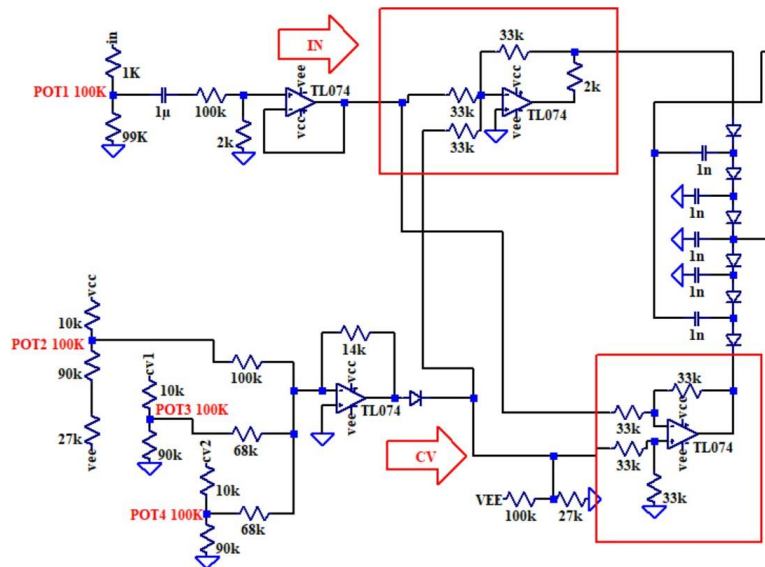 in
1K
POT1 100K
99K
1µ
100k
2k
vee
TL074
vcc
IN
33k
33k
33k
vcc
vee
TL074
2k
1n
1n
1n
1n
1n
vcc
10k
POT2 100K
90k
27k
vee
cv1
10k
POT3 100K
90k
cv2
10k
POT4 100K
90k
100k
68k
68k
14k
vcc
vee
TL074
CV
VEE
100k
27k
33k
33k
33k
33k
vcc
vee
TL074